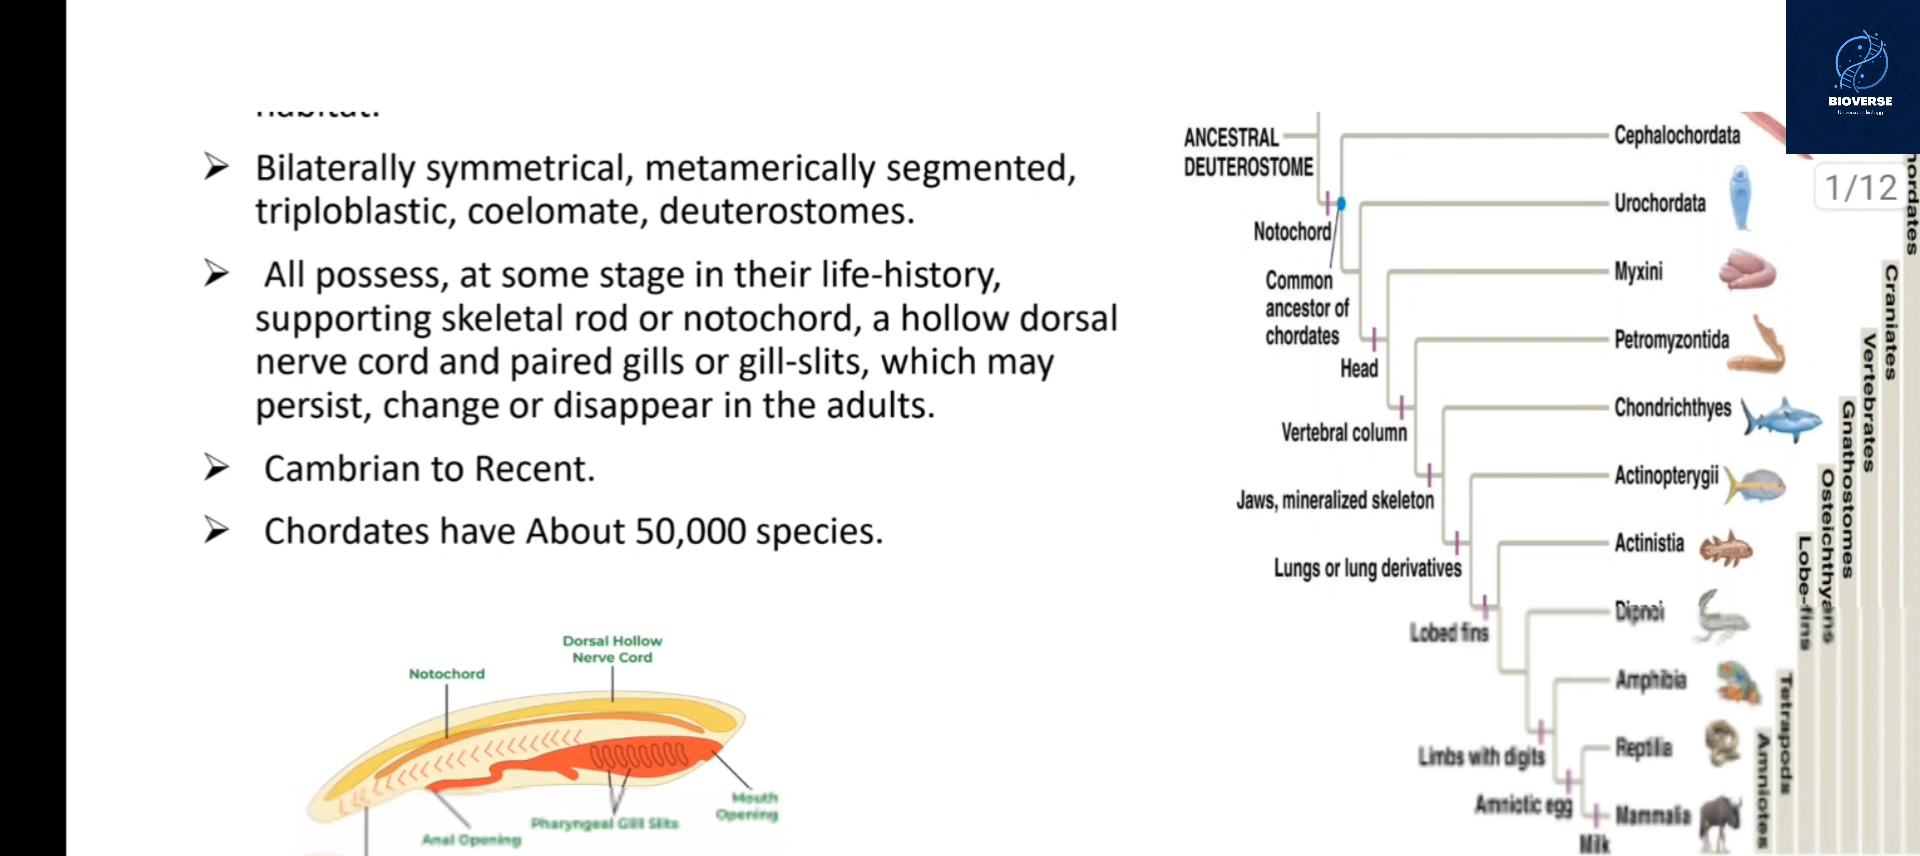 Bilaterally symmetrical, metamerically segmented,
triploblastic, coelomate, deuterostomes.
All possess, at some stage in their life-history,
supporting skeletal rod or notochord, a hollow dorsal
nerve cord and paired gills or gill-slits, which may
persist, change or disappear in the adults.
Cambrian to Recent.
Chordates have About 50,000 species.
Dorsal Hollow
Nerve Cord
Notochord
Mouth
Opening
Pharyngeal Gill Slits
Anal Opening
ANCESTRAL
DEUTEROSTOME
Notochord
Common
ancestor of
chordates
Head
Vertebral column
Jaws, mineralized skeleton
Lungs or lung derivatives
Lobed fins
Limbs with digits
Amniotic egg
Milk
Cephalochordata
Urochordata
Myxini
Petromyzontida
Chondrichthyes
Actinopterygii
Actinistia
Dipnoi
Amphibia
Reptilia
Mammalia
Craniates
Vertebrates
Gnathostomes
Osteichthyans
Lobe-fins
Tetrapods
Amniotes
BIOVERSE
1/12